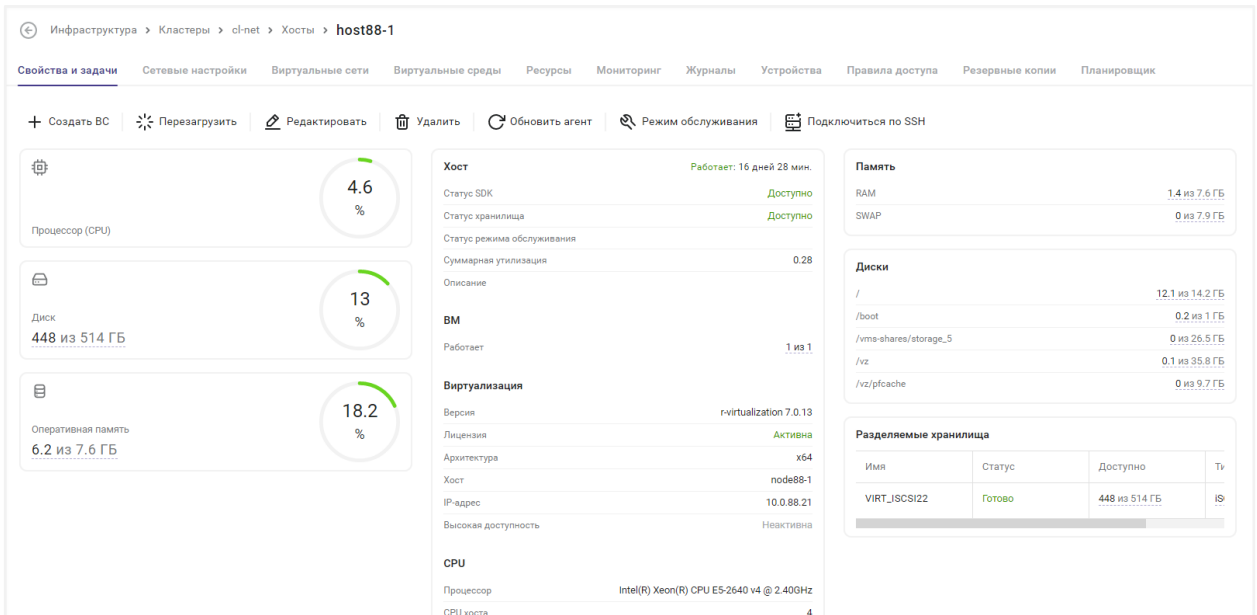 Инфраструктура > Кластеры > cl-net > Хосты > host88-1
Свойства и задачи Сетевые настройки Виртуальные сети Виртуальные среды Ресурсы Мониторинг Журналы Устройства Правила доступа Резервные копии Планировщик
Создать ВС Перезагрузить Редактировать Удалить Обновить агент Режим обслуживания Подключиться по SSH
4.6
%
Процессор (CPU)
13
%
Диск
448 из 514 ГБ
18.2
%
Оперативная память
6.2 из 7.6 ГБ
Хост Работает: 16 дней 28 мин.
Статус SDK Доступно
Статус хранилища Доступно
Статус режима обслуживания
Суммарная утилизация 0.28
Описание
ВМ
Работает 1 из 1
Виртуализация
Версия r-virtualization 7.0.13
Лицензия Активна
Архитектура x64
Хост node88-1
IP-адрес 10.0.88.21
Высокая доступность Неактивна
CPU
Процессор Intel(R) Xeon(R) CPU E5-2640 v4 @ 2.40GHz
CPU хоста 4
Память
RAM 1.4 из 7.6 ГБ
SWAP 0 из 7.9 ГБ
Диски
/ 12.1 из 14.2 ГБ
/boot 0.2 из 1 ГБ
/vms-shares/storage_5 0 из 26.5 ГБ
/vz 0.1 из 35.8 ГБ
/vz/pfcache 0 из 9.7 ГБ
Разделяемые хранилища
Имя Статус Доступно
VIRT_ISCSI22 Готово 448 из 514 ГБ